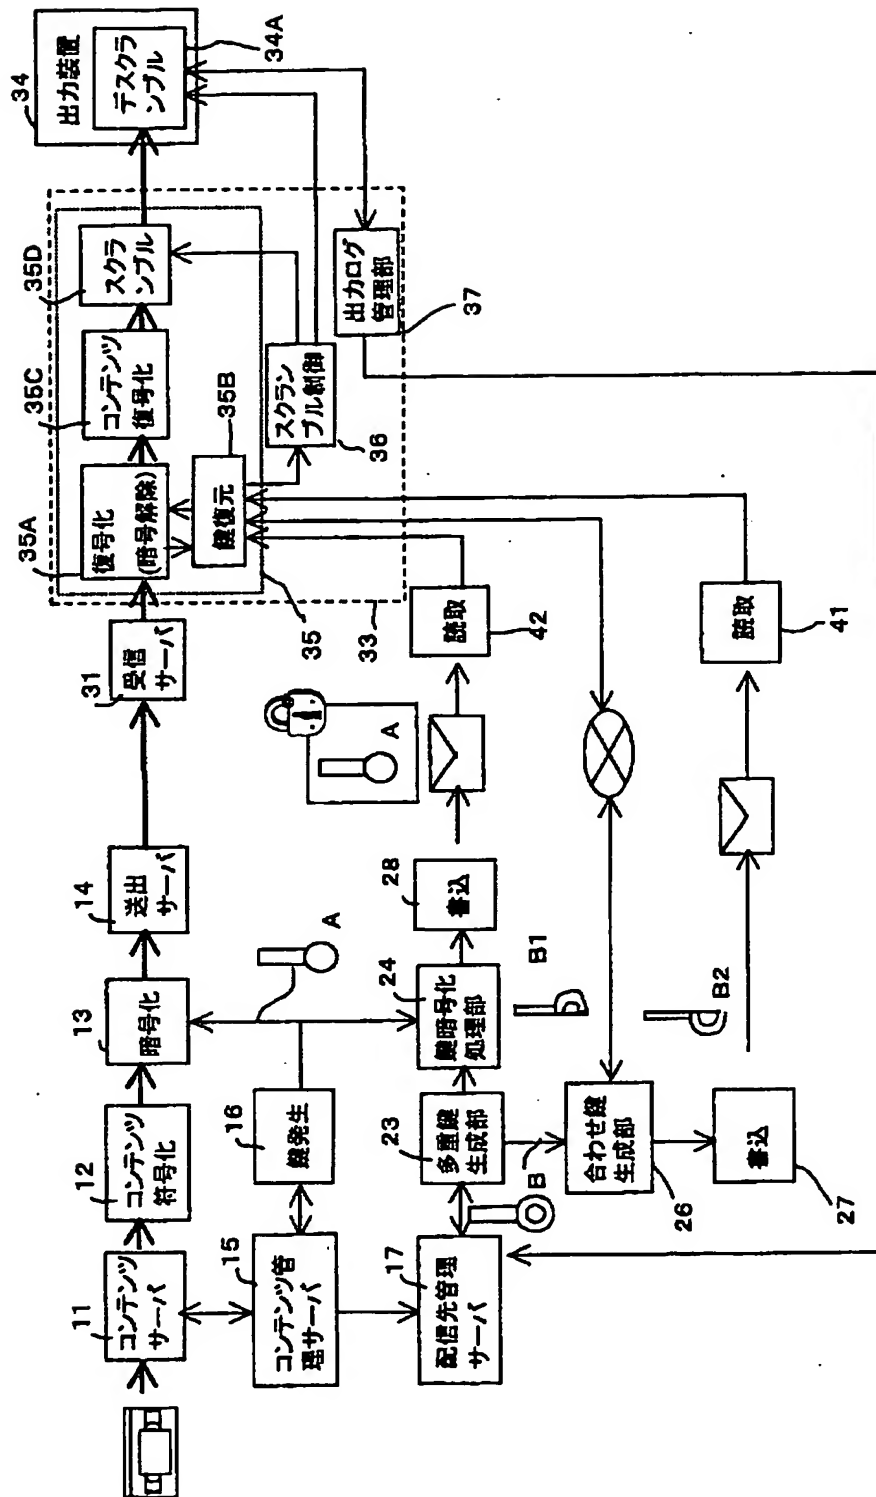 11
コンテンツ
サーバ
12
コンテンツ
符号化
13
暗号化
14
送出
サーバ
31
受信
サーバ
35A
復号化
(暗号解除)
35C
コンテンツ
復号化
35D
スクラ
ンブル
34
出力装置
デスクラ
ンブル
34A
35B
鍵復元
35
33
スクラン
ブル制御
36
出力ログ
管理部
37
15
コンテンツ管
理サーバ
16
鍵発生
A
17
配信先管理
サーバ
23
多重鍵
生成部
24
鍵暗号化
処理部
28
書込
A
読取
42
B
合わせ鍵
生成部
26
B1
書込
27
B2
読取
41